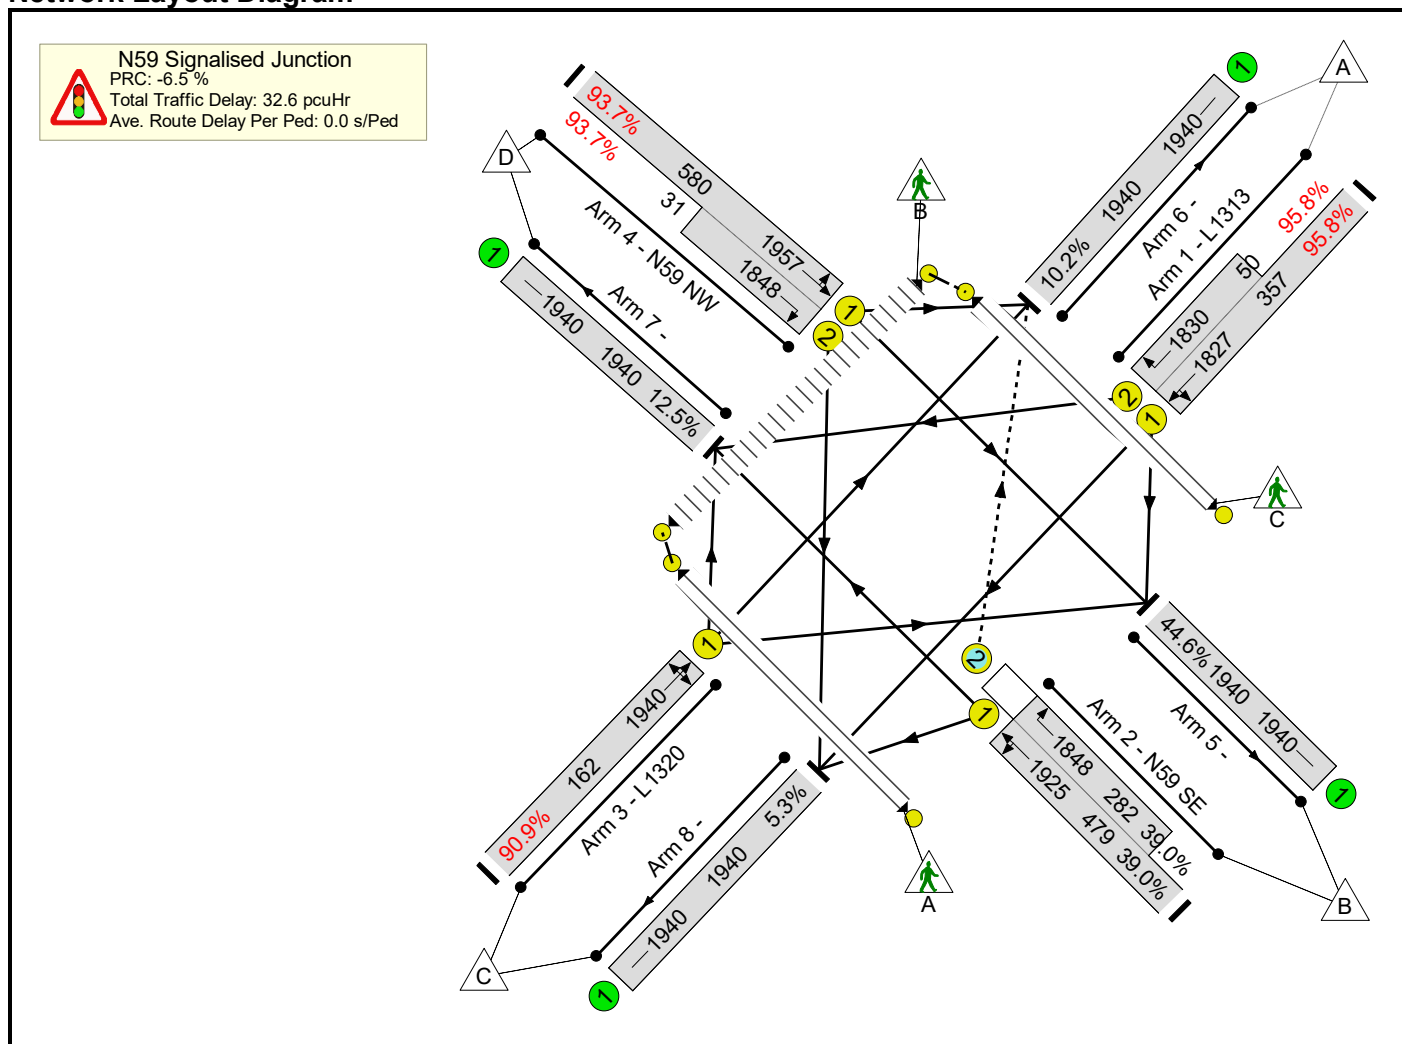 Network Layout Diagram
N59 Signalised Junction
PRC: -6.5 %
Total Traffic Delay: 32.6 pcuHr
Ave. Route Delay Per Ped: 0.0 s/Ped
D
93.7%
93.7%
580
31
1957
1848
Arm 4 - N59 NW
1
2
1
Arm 7 -
1940
1940
12.5%
B
1
A
1940
1940
10.2%
Arm 6 -
Arm 1 - L1313
95.8%
95.8%
50
357
1830
1827
2
1
C
1
1940
162
90.9%
Arm 3 - L1320
Arm 8 -
5.3%
1940
1940
1
C
A
2
1
1848
282
39.0%
1925
479
39.0%
Arm 2 - N59 SE
Arm 5 -
44.6%
1940
1940
1
B